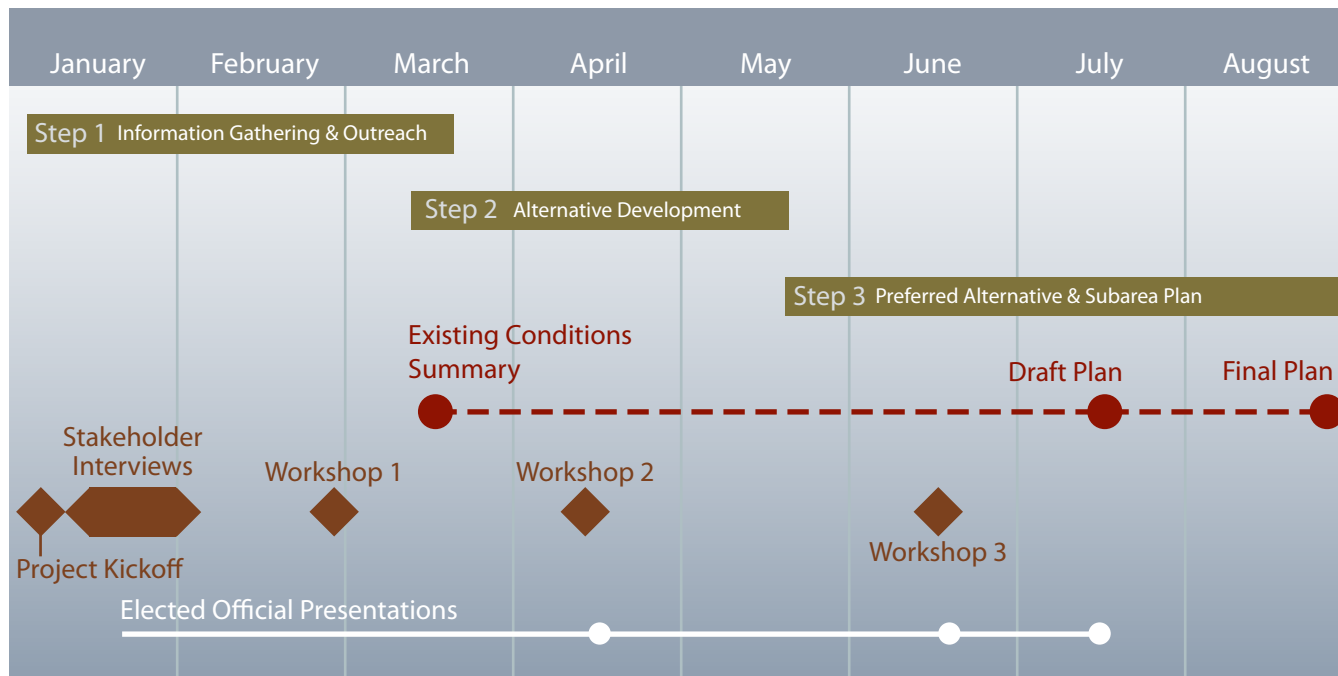 January February March April May June July August
Step 1 Information Gathering & Outreach
Step 2 Alternative Development
Step 3 Preferred Alternative & Subarea Plan
Existing Conditions
Summary
Draft Plan
Final Plan
Stakeholder
Interviews
Workshop 1
Workshop 2
Workshop 3
Project Kickoff
Elected Official Presentations